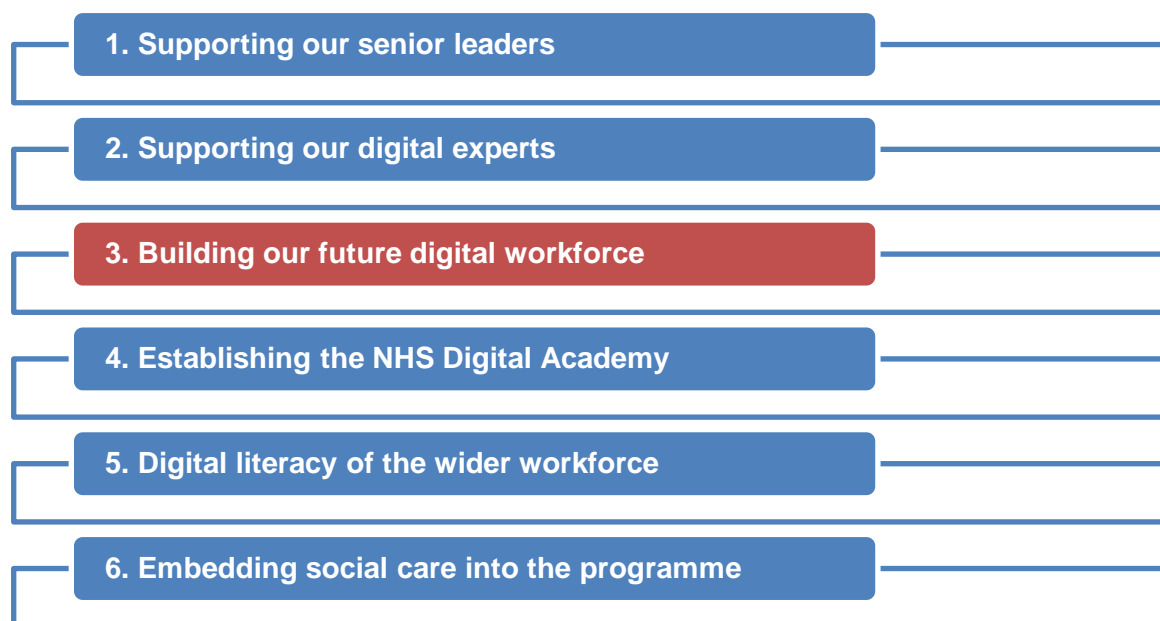 1. Supporting our senior leaders
2. Supporting our digital experts
3. Building our future digital workforce
4. Establishing the NHS Digital Academy
5. Digital literacy of the wider workforce
6. Embedding social care into the programme